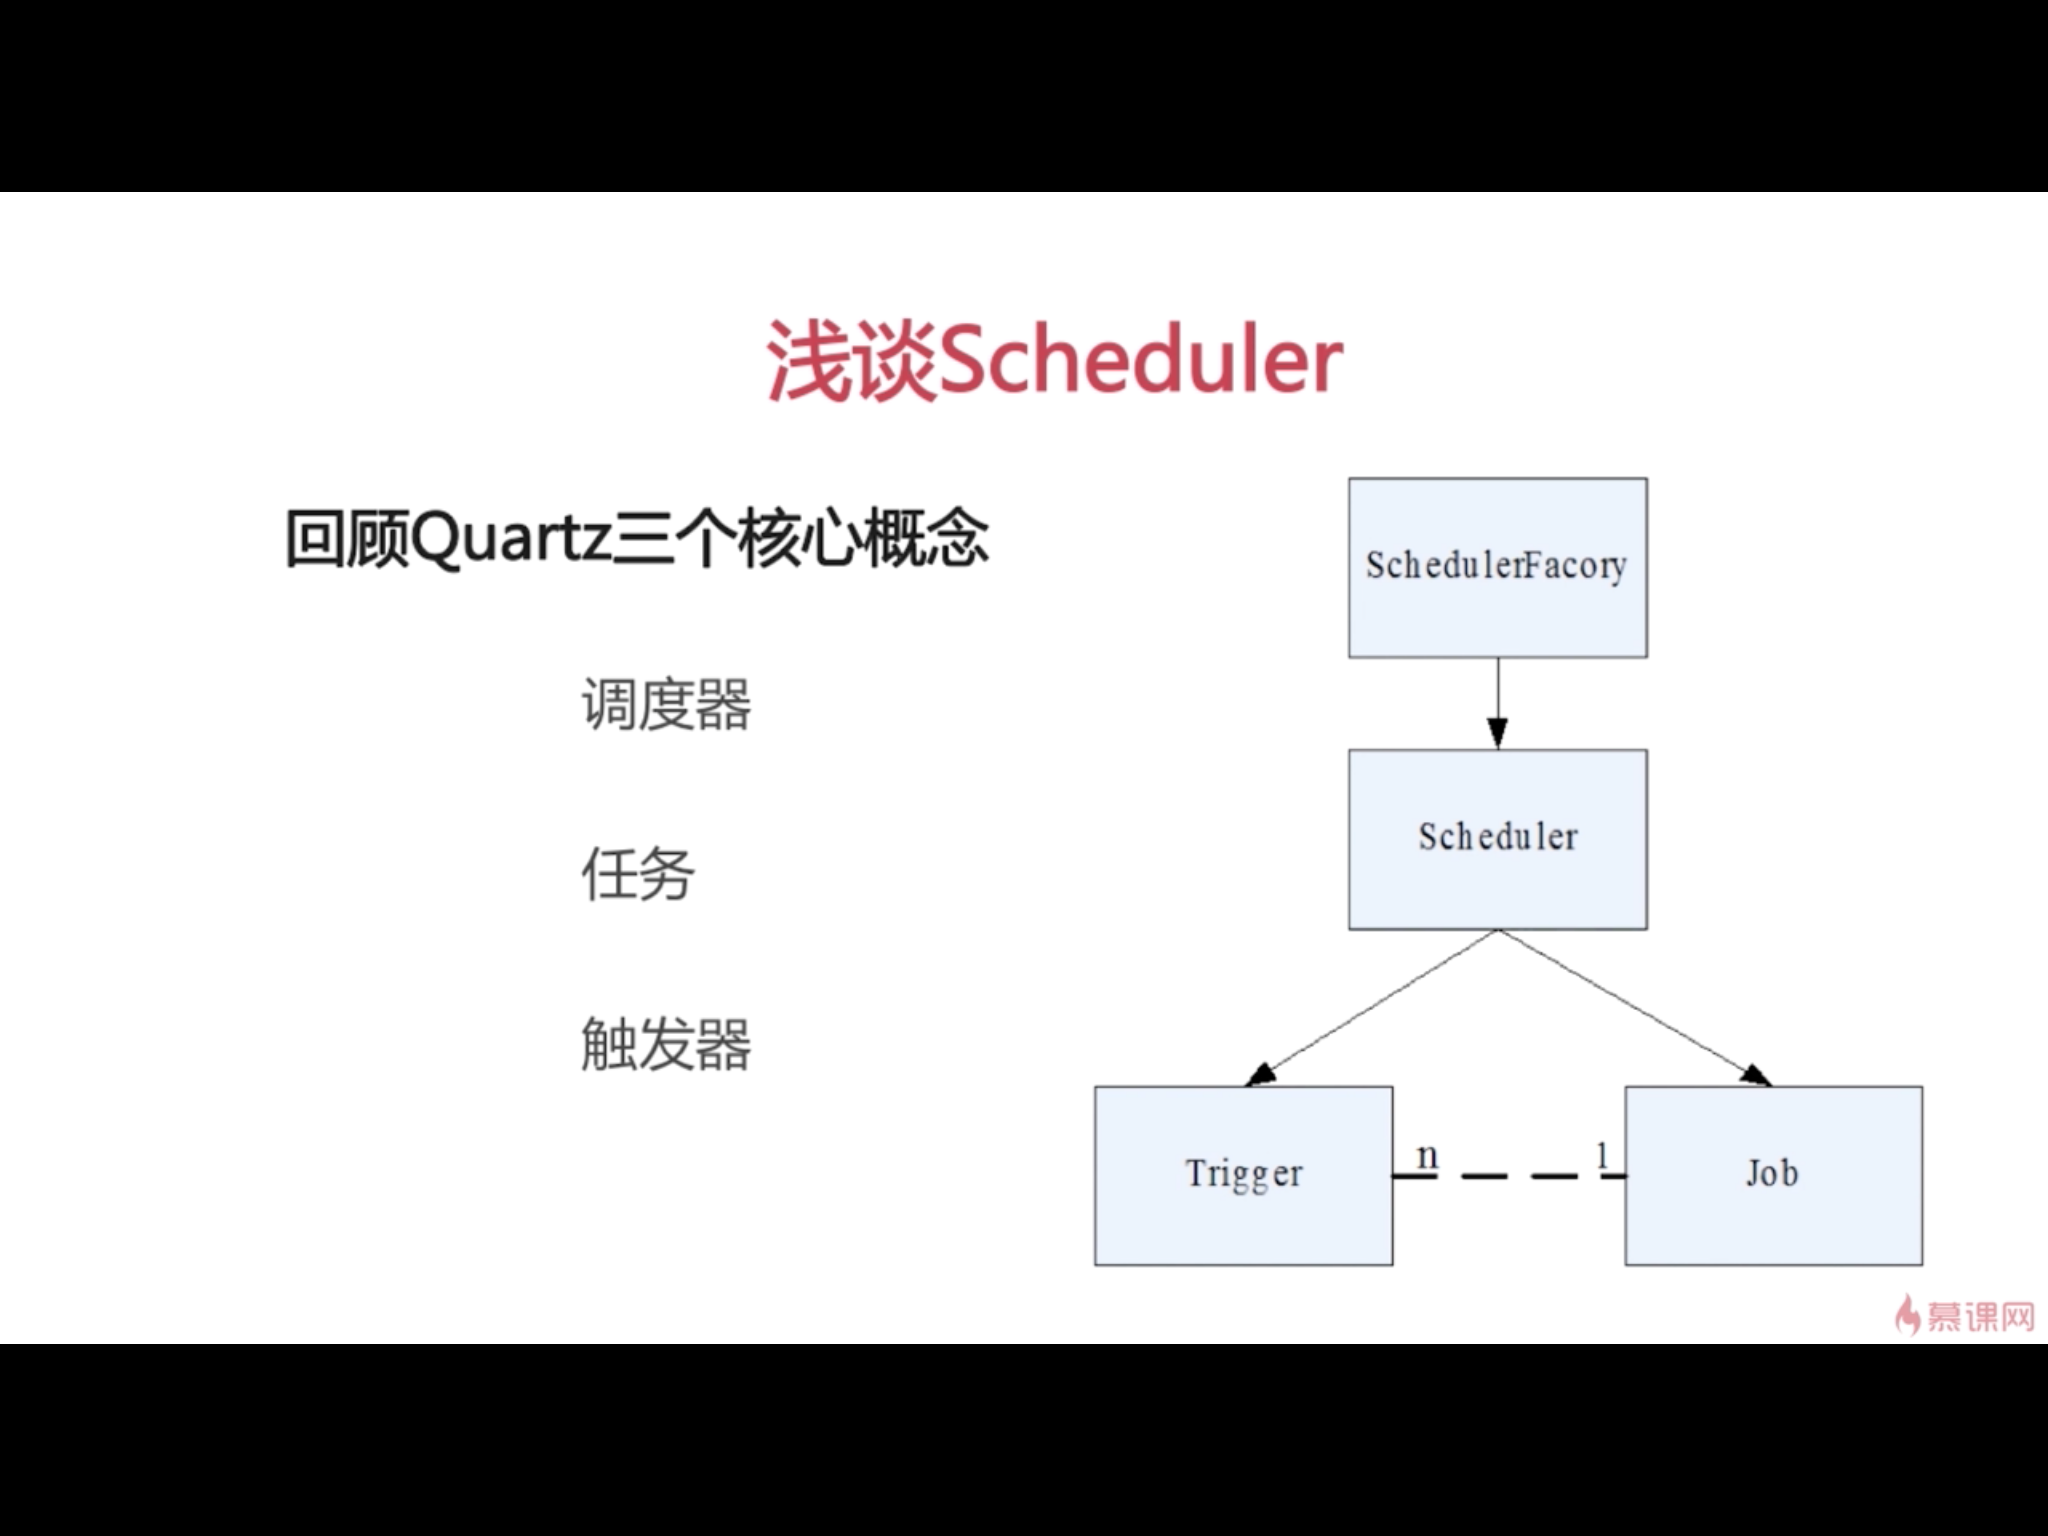 浅谈Scheduler
回顾Quartz三个核心概念
调度器
任务
触发器
SchedulerFacory
Scheduler
Trigger
n
1
Job
慕课网